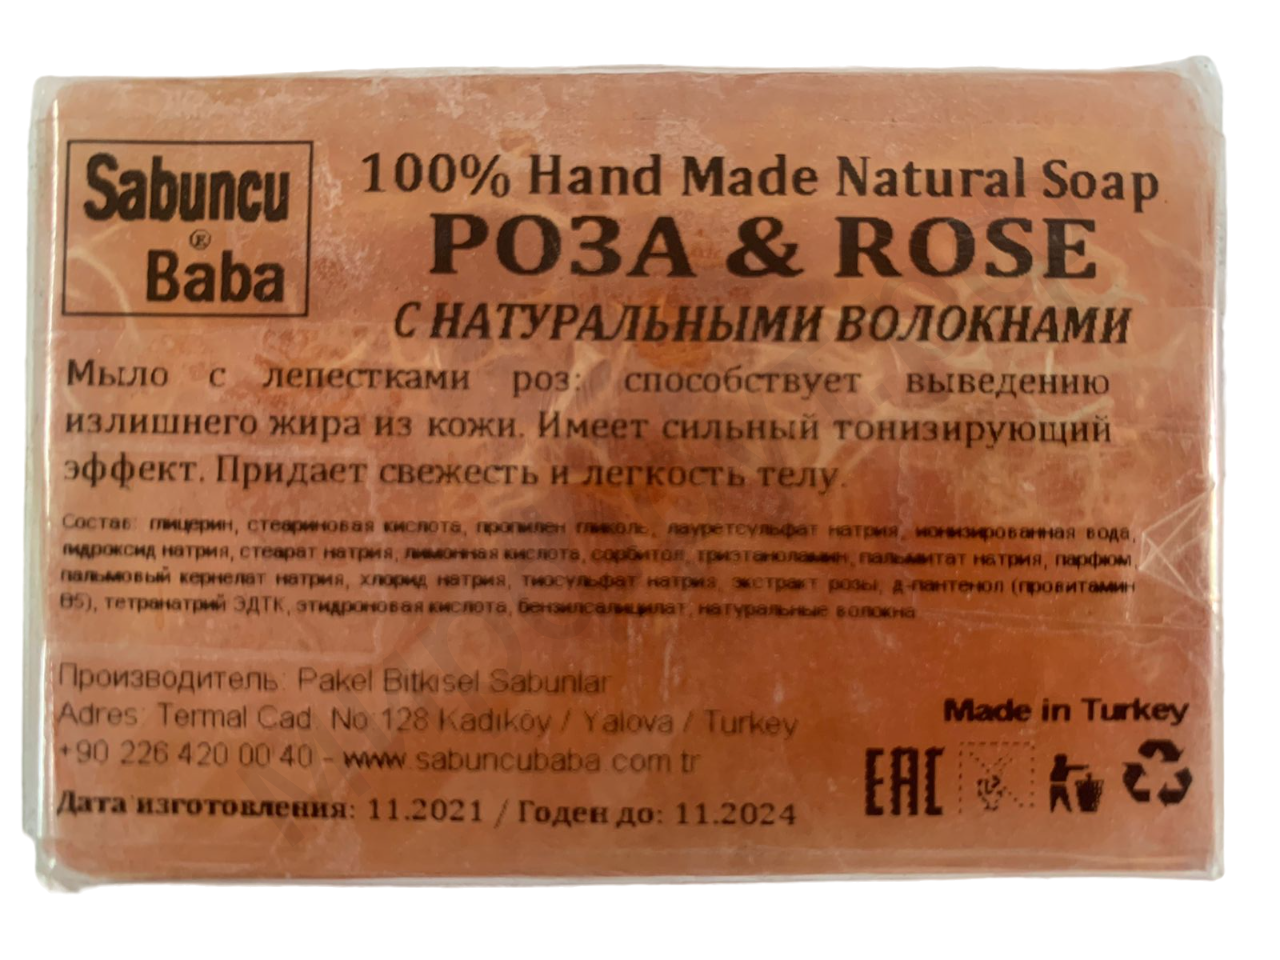 Sabuncu
®
Baba
100% Hand Made Natural Soap
РОЗА & ROSE
С НАТУРАЛЬНЫМИ ВОЛОКНАМИ
Мыло с лепестками роз: способствует выведению
излишнего жира из кожи. Имеет сильный тонизирующий
эффект. Придает свежесть и легкость телу.
Состав: глицерин, стеариновая кислота, пропилен гликоль, лауретсульфат натрия, ионизированная вода,
гидроксид натрия, стеарат натрия, лимонная кислота, сорбитол, триэтаноламин, пальмитат натрия, парфюм,
пальмовый кернелат натрия, хлорид натрия, тиосульфат натрия, экстракт розы, д-пантенол (провитамин
B5), тетранатрий ЭДТК, этидроновая кислота, бензилсалицилат, натуральные волокна
Производитель: Pakel Bitkisel Sabunlar
Adres: Termal Cad. No:128 Kadıköy / Yalova / Turkey
+90 226 420 00 40 - www.sabuncubaba.com.tr
Дата изготовления: 11.2021 / Годен до: 11.2024
Made in Turkey
EAC